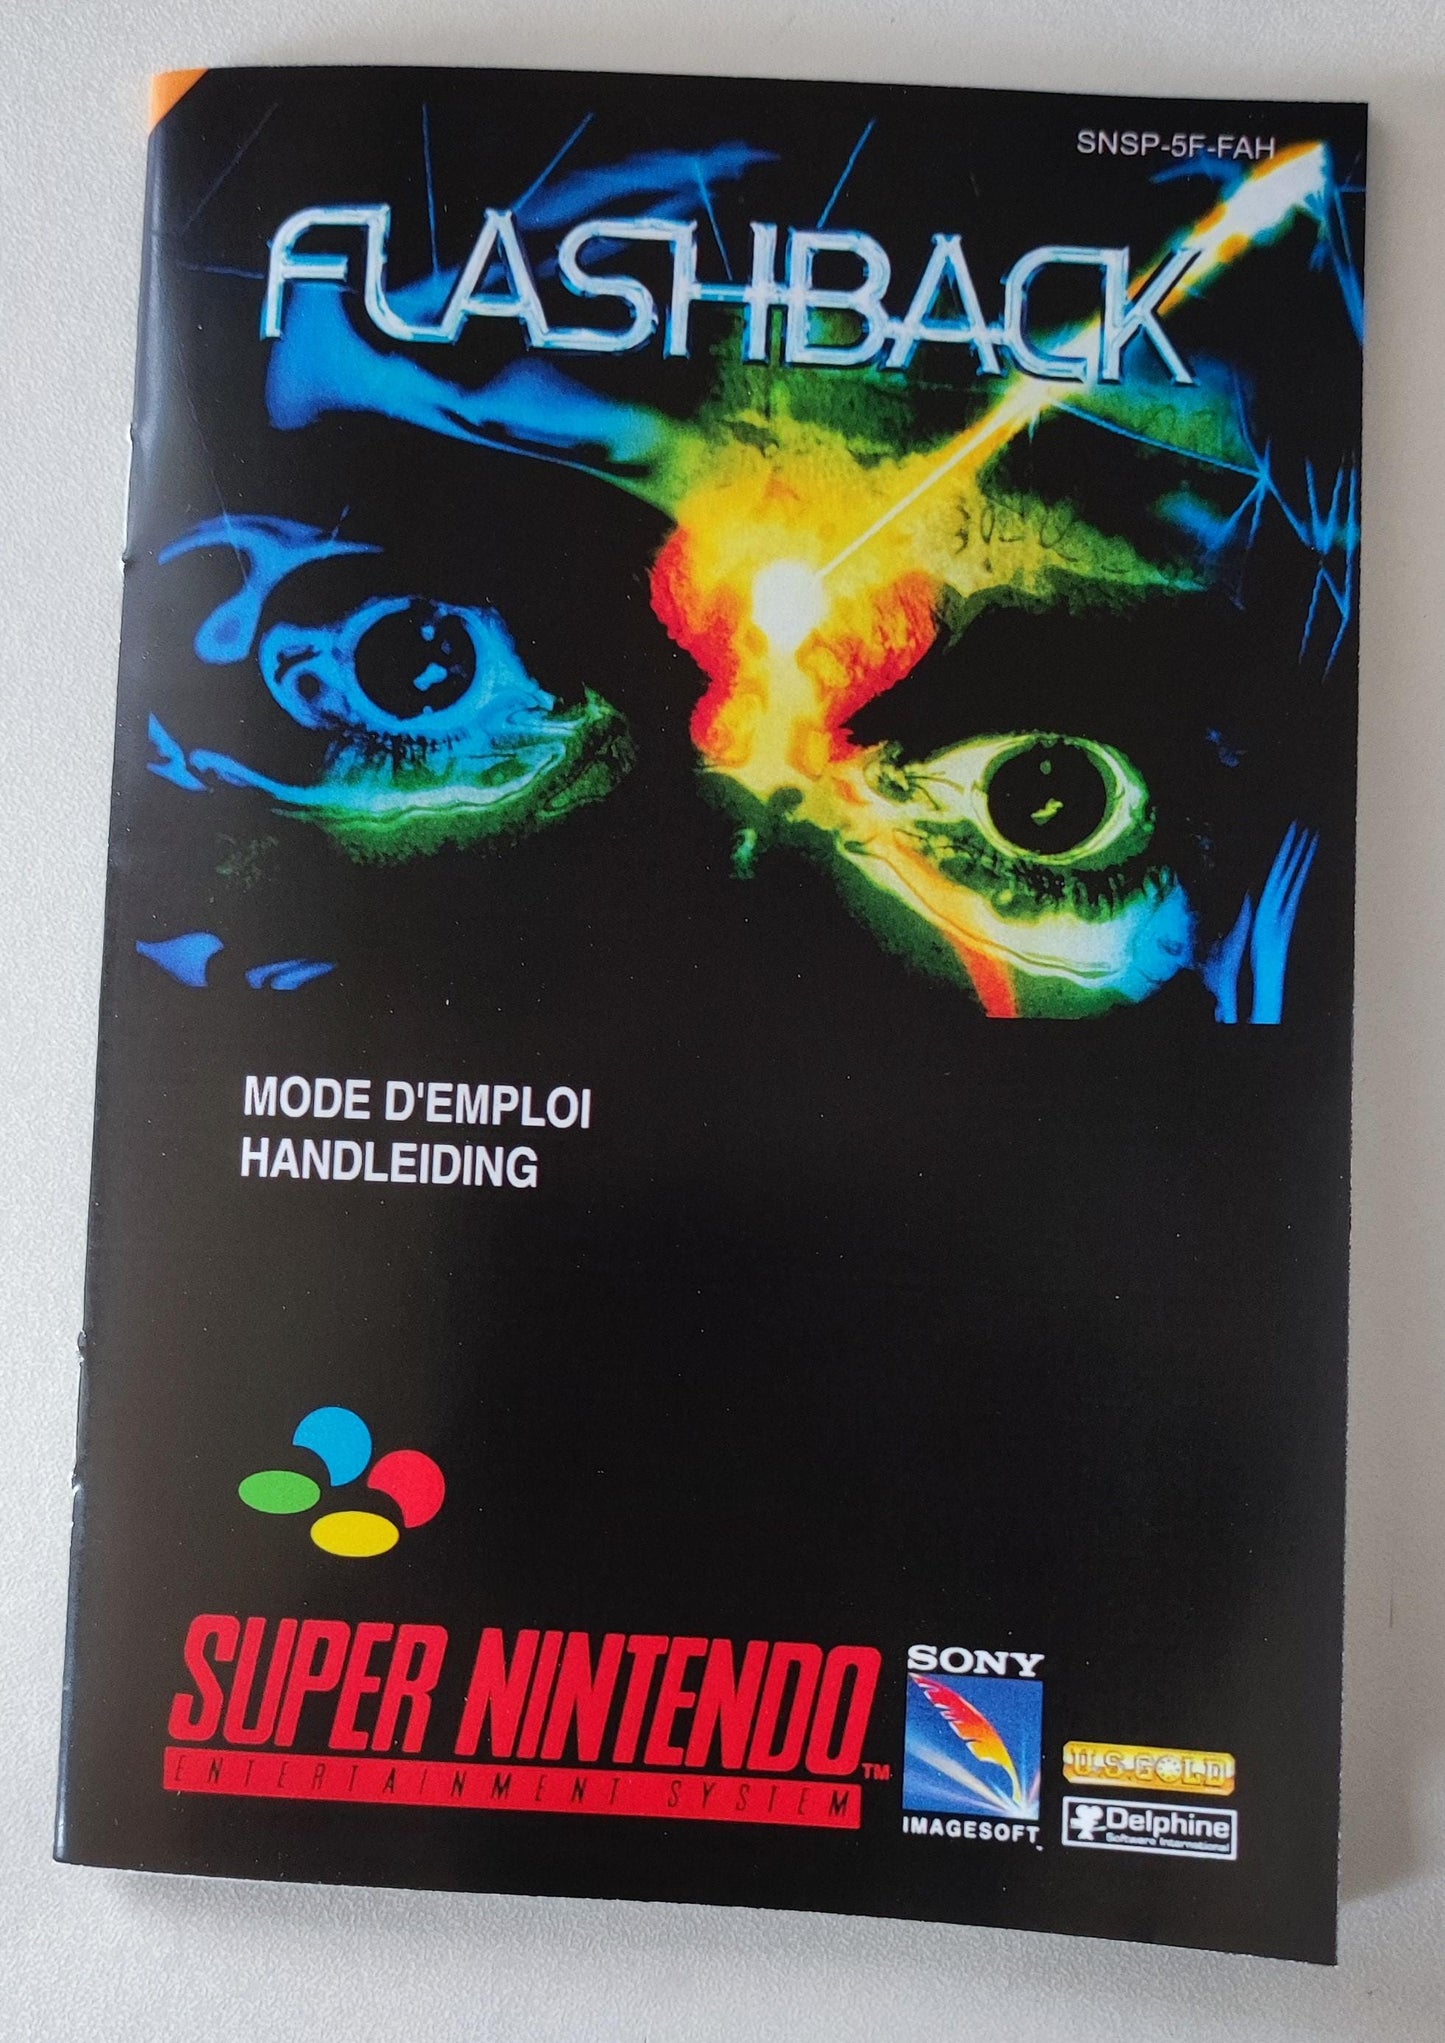 SNSP-5F-FAH
FLASHBACK
MODE D'EMPLOI
HANDLEIDING
SUPER NINTENDO
TM
ENTERTAINMENT SYSTEM
SONY
IMAGESOFT
U.S. GOLD
Delphine
Software International